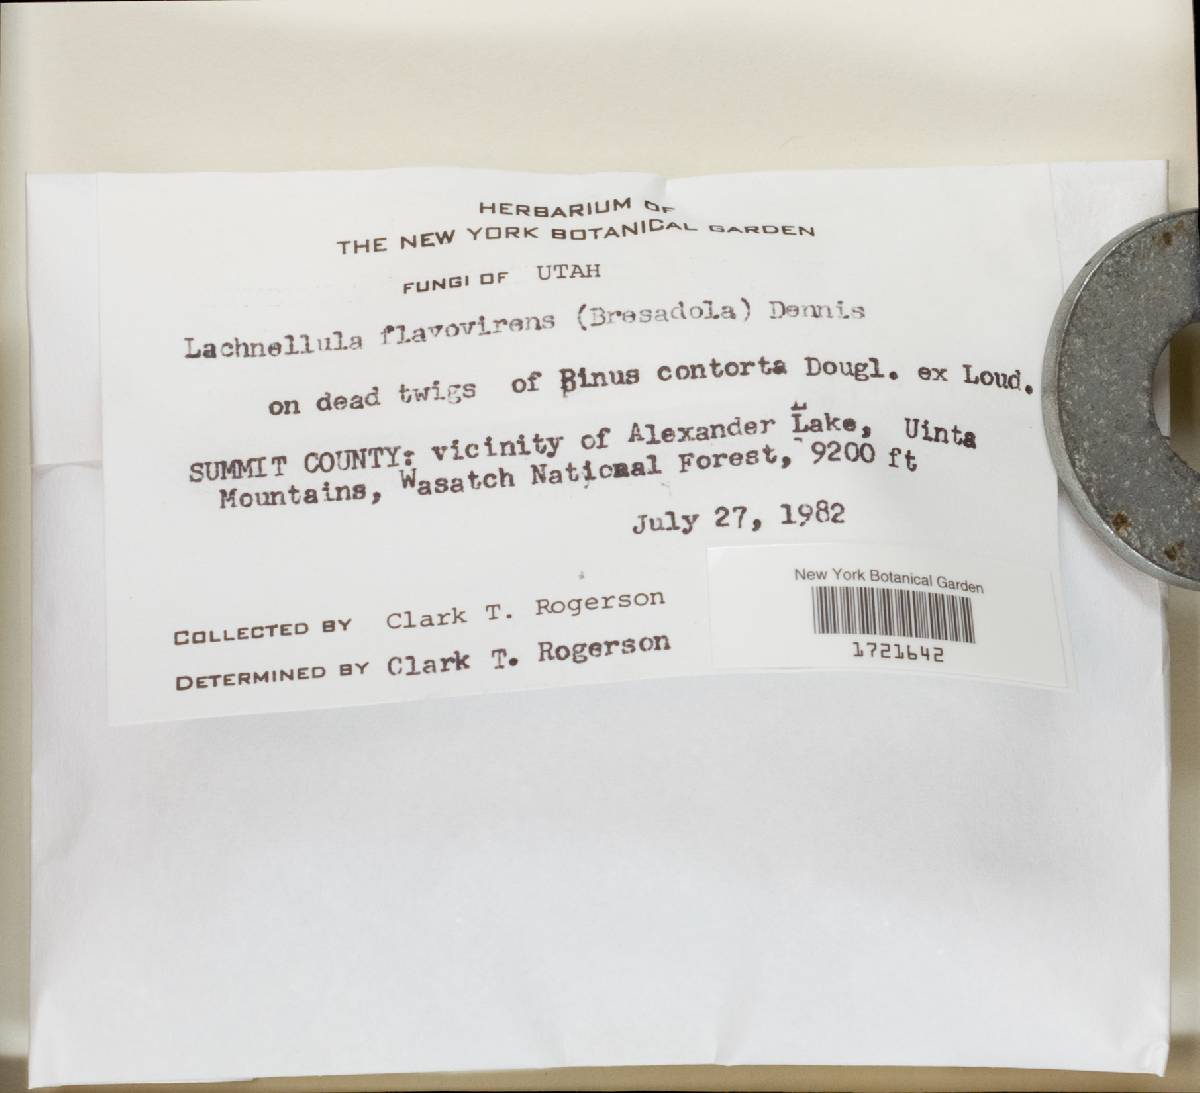 HERBARIUM OF
THE NEW YORK BOTANICAL GARDEN
FUNGI OF UTAH
Lachnellula flavovirens (Bresadola) Dennis
on dead twigs of Pinus contorta Dougl. ex Loud.
SUMMIT COUNTY: vicinity of Alexander Lake, Uinta
Mountains, Wasatch National Forest, 9200 ft
July 27, 1982
COLLECTED BY Clark T. Rogerson
DETERMINED BY Clark T. Rogerson
New York Botanical Garden
1721642